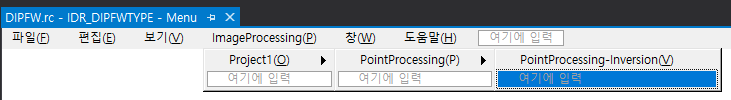 DIPFW.rc - IDR_DIPFWTYPE - Menu
파일(F) 편집(E) 보기(V) ImageProcessing(P) 창(W) 도움말(H) 여기에 입력
Project1(O) PointProcessing(P) PointProcessing-Inversion(V)
여기에 입력 여기에 입력 여기에 입력